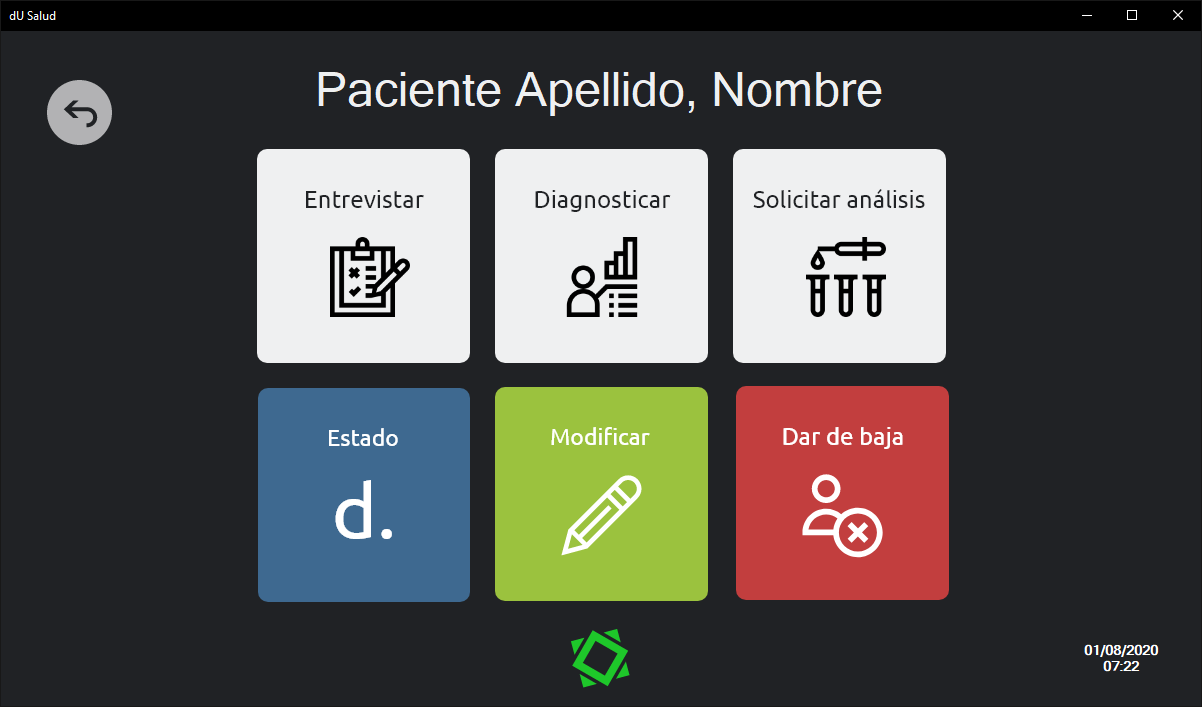 dU Salud
Paciente Apellido, Nombre
Entrevistar
Diagnosticar
Solicitar análisis
Estado
d.
Modificar
Dar de baja
01/08/2020
07:22